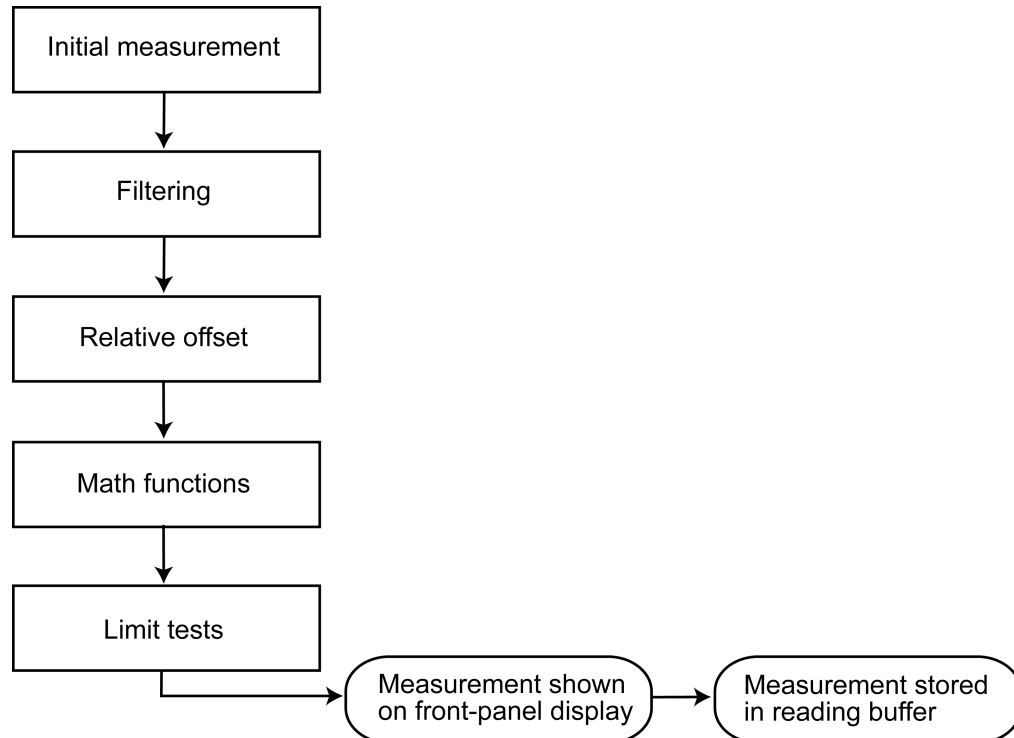 Initial measurement
Filtering
Relative offset
Math functions
Limit tests
Measurement shown
on front-panel display
Measurement stored
in reading buffer